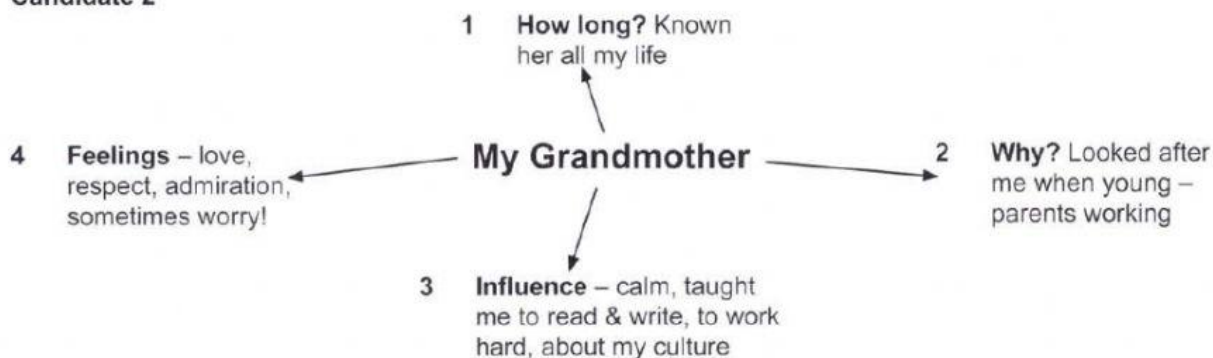 Candidate 2
1 How long? Known
her all my life
My Grandmother
2 Why? Looked after
me when young –
parents working
3 Influence – calm, taught
me to read & write, to work
hard, about my culture
4 Feelings – love,
respect, admiration,
sometimes worry!